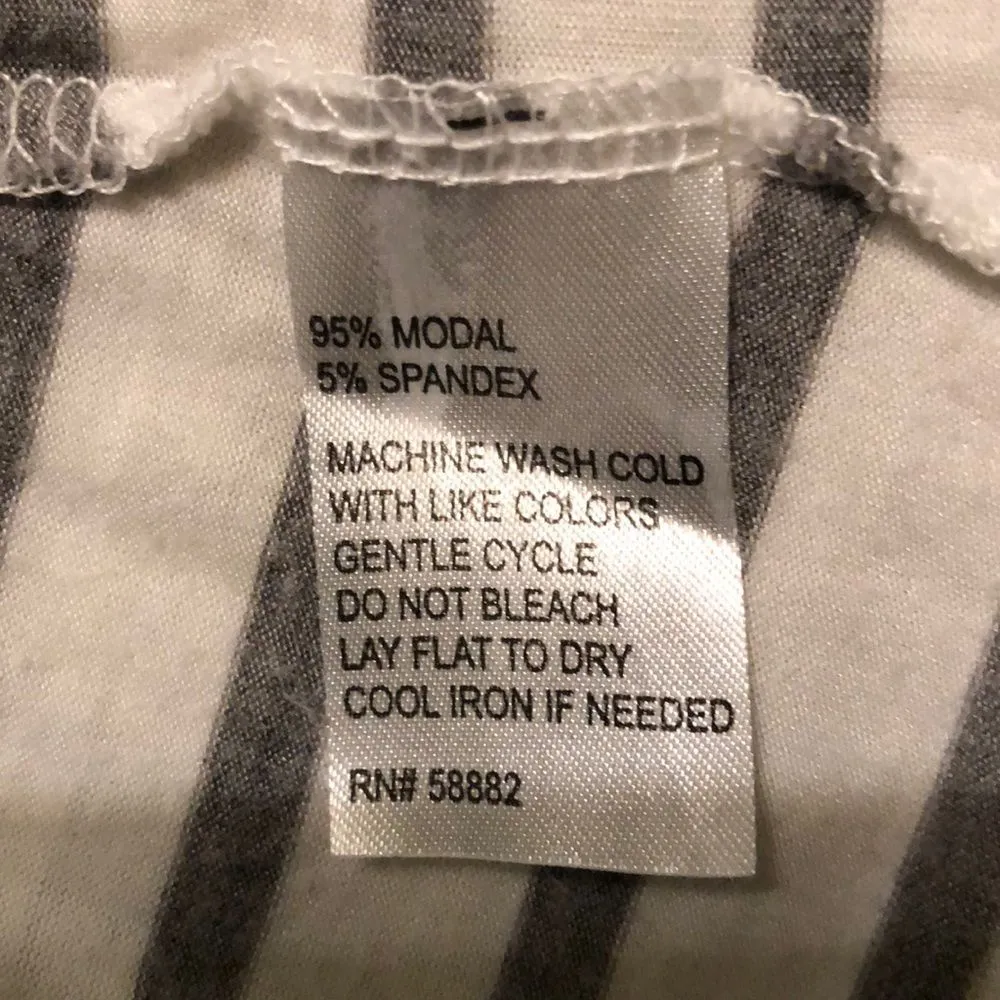 95% MODAL
5% SPANDEX
MACHINE WASH COLD
WITH LIKE COLORS
GENTLE CYCLE
DO NOT BLEACH
LAY FLAT TO DRY
COOL IRON IF NEEDED
RN# 58882